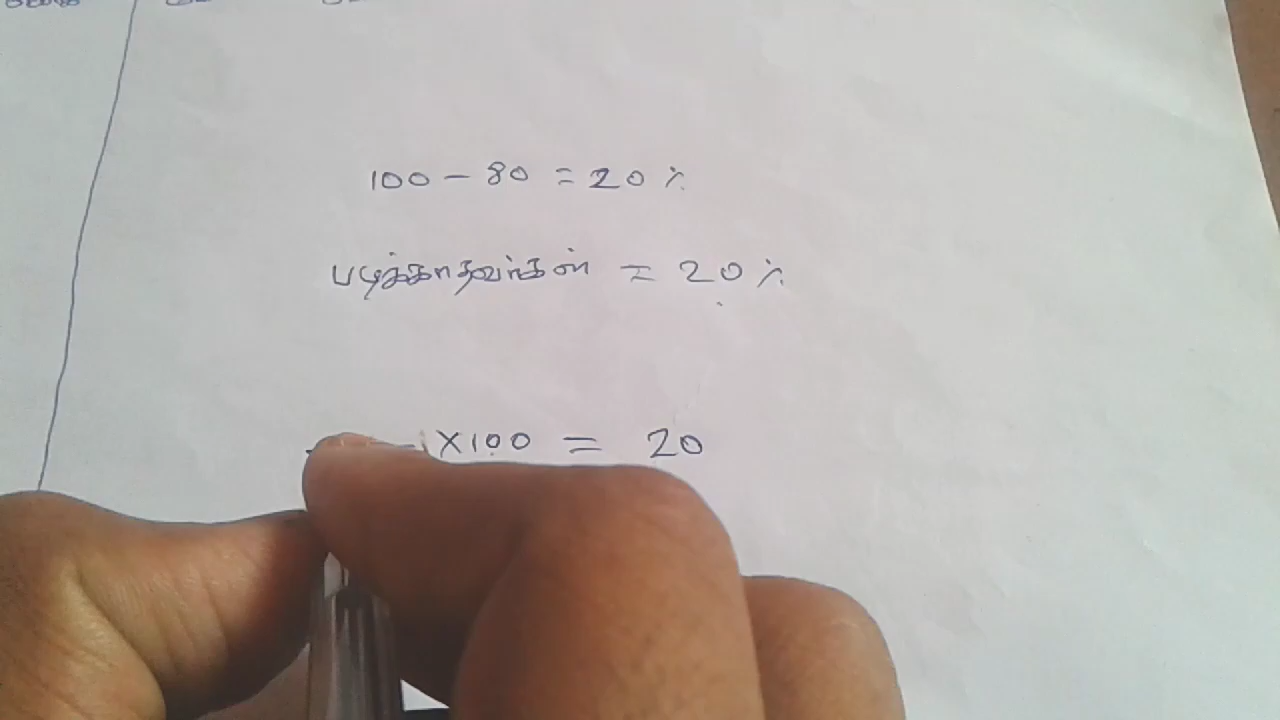 100 - 80 = 20 %
படிக்காதவர்கள் = 20 %
X 100 = 20